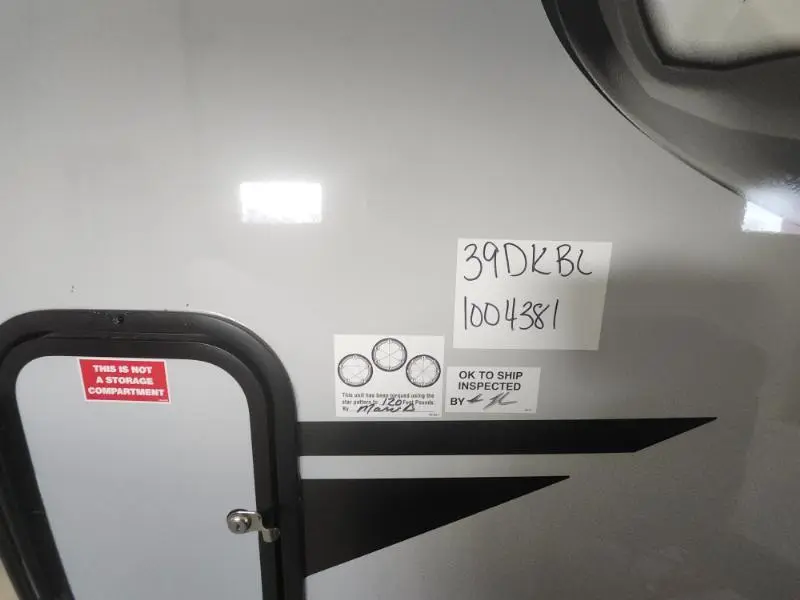 39DKBL
1004381
THIS IS NOT
A STORAGE
COMPARTMENT
This unit has been torqued using the
star pattern to 120 Foot Pounds.
By
OK TO SHIP
INSPECTED
BY